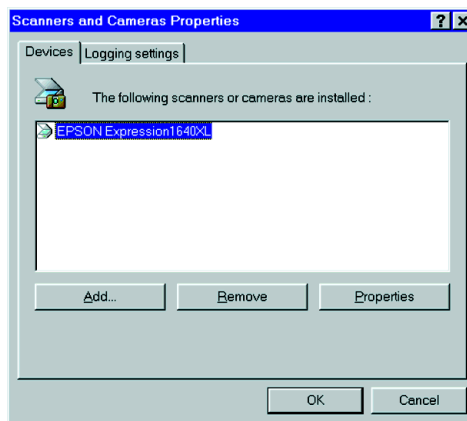 Scanners and Cameras Properties
Devices
Logging settings
The following scanners or cameras are installed :
EPSON Expression1640XL
Add...
Remove
Properties
OK
Cancel